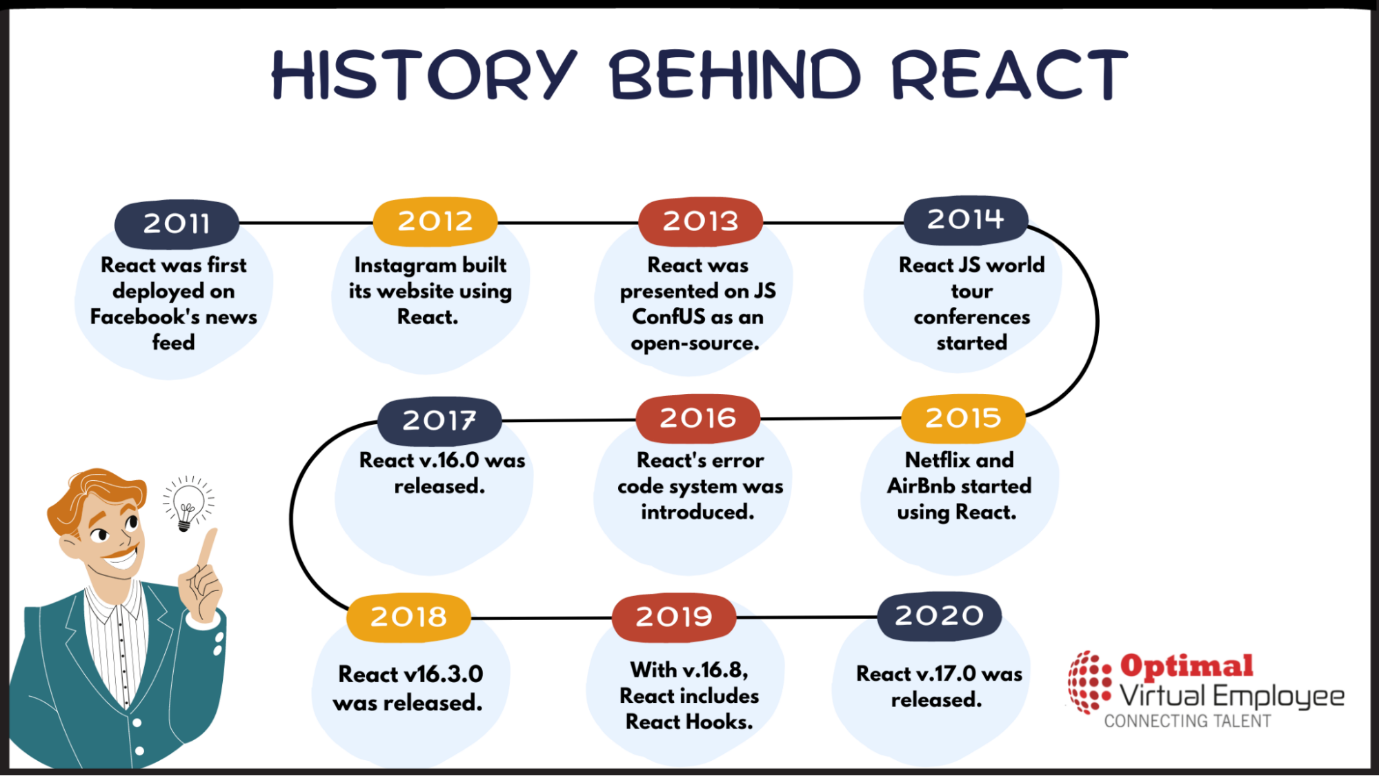 HISTORY BEHIND REACT
2011
React was first
deployed on
Facebook's news
feed
2012
Instagram built
its website using
React.
2013
React was
presented on JS
ConfUS as an
open-source.
2014
React JS world
tour
conferences
started
2015
Netflix and
AirBnb started
using React.
2016
React's error
code system was
introduced.
2017
React v.16.0 was
released.
2018
React v16.3.0
was released.
2019
With v.16.8,
React includes
React Hooks.
2020
React v.17.0 was
released.
Optimal
Virtual Employee
CONNECTING TALENT